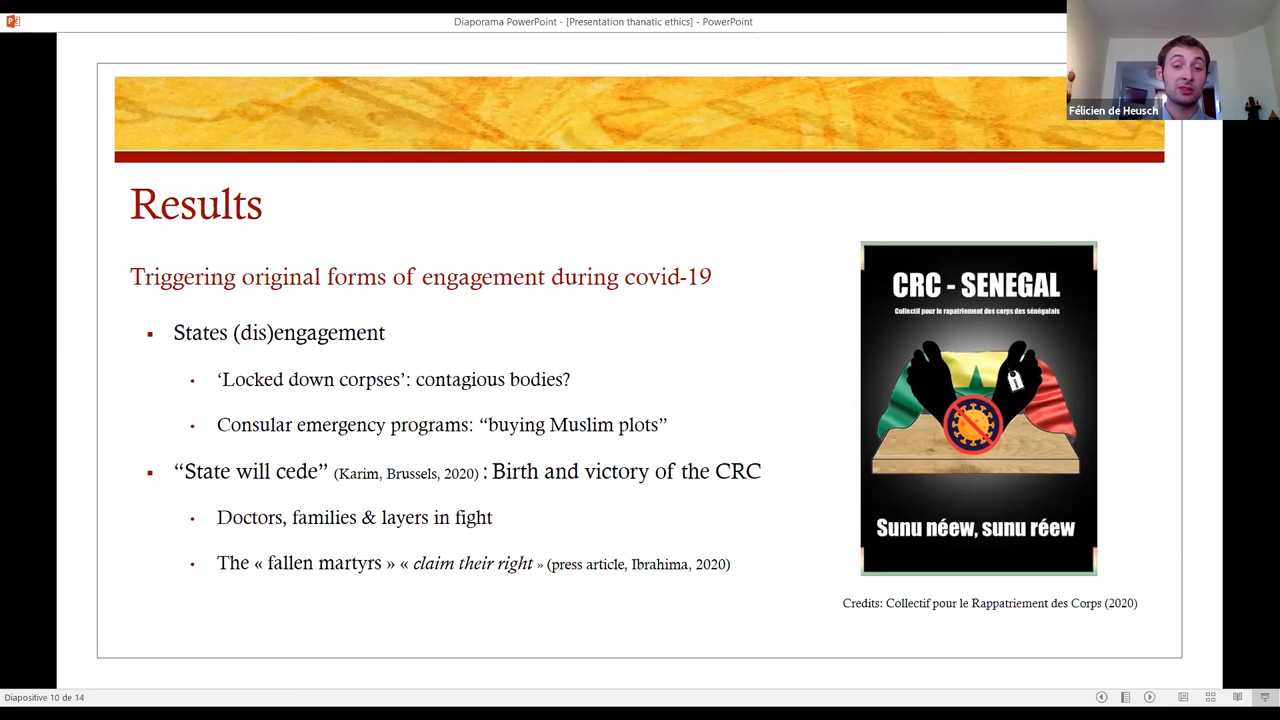 Diaporama PowerPoint - [Presentation thanatic ethics] - PowerPoint
Félicien de Heusch
Results
Triggering original forms of engagement during covid-19
States (dis)engagement
‘Locked down corpses’: contagious bodies?
Consular emergency programs: “buying Muslim plots”
“State will cede” (Karim, Brussels, 2020) : Birth and victory of the CRC
Doctors, families & layers in fight
The « fallen martyrs » « claim their right » (press article, Ibrahima, 2020)
CRC - SENEGAL
Collectif pour le rapatriement des corps des sénégalais
Sunu néew, sunu réew
Credits: Collectif pour le Rappatriement des Corps (2020)
Diapositive 10 de 14